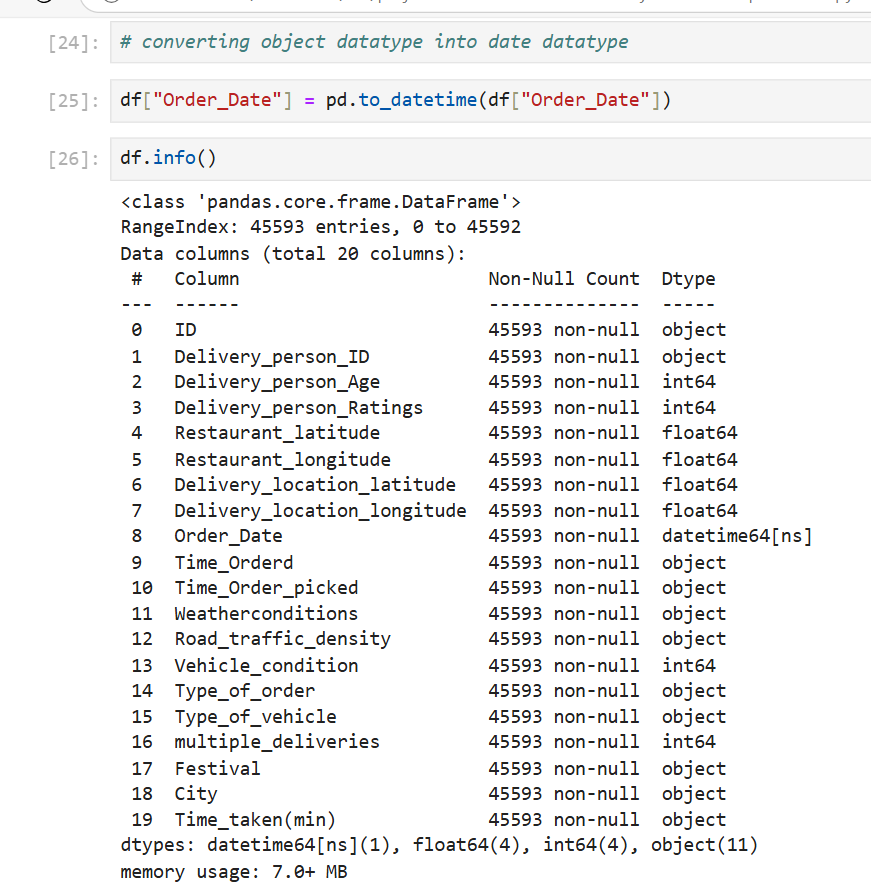 [24]: # converting object datatype into date datatype
[25]: df["Order_Date"] = pd.to_datetime(df["Order_Date"])
[26]: df.info()
<class 'pandas.core.frame.DataFrame'>
RangeIndex: 45593 entries, 0 to 45592
Data columns (total 20 columns):
 #   Column                       Non-Null Count  Dtype
---  ------                       --------------  -----
 0   ID                           45593 non-null  object
 1   Delivery_person_ID           45593 non-null  object
 2   Delivery_person_Age          45593 non-null  int64
 3   Delivery_person_Ratings      45593 non-null  int64
 4   Restaurant_latitude          45593 non-null  float64
 5   Restaurant_longitude         45593 non-null  float64
 6   Delivery_location_latitude   45593 non-null  float64
 7   Delivery_location_longitude  45593 non-null  float64
 8   Order_Date                   45593 non-null  datetime64[ns]
 9   Time_Orderd                  45593 non-null  object
 10  Time_Order_picked            45593 non-null  object
 11  Weatherconditions            45593 non-null  object
 12  Road_traffic_density         45593 non-null  object
 13  Vehicle_condition            45593 non-null  int64
 14  Type_of_order                45593 non-null  object
 15  Type_of_vehicle              45593 non-null  object
 16  multiple_deliveries          45593 non-null  int64
 17  Festival                     45593 non-null  object
 18  City                         45593 non-null  object
 19  Time_taken(min)              45593 non-null  object
dtypes: datetime64[ns](1), float64(4), int64(4), object(11)
memory usage: 7.0+ MB